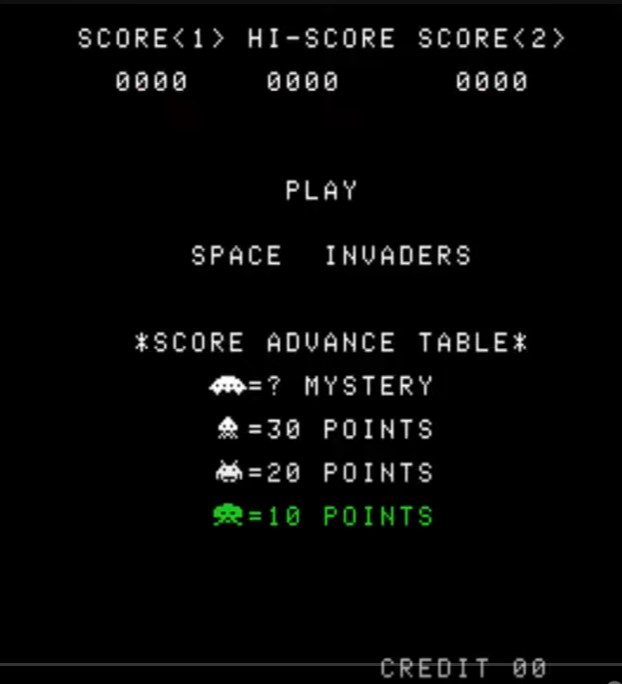 SCORE<1> HI-SCORE SCORE<2>
0000 0000 0000
PLAY
SPACE INVADERS
*SCORE ADVANCE TABLE*
=? MYSTERY
=30 POINTS
=20 POINTS
=10 POINTS
CREDIT 00